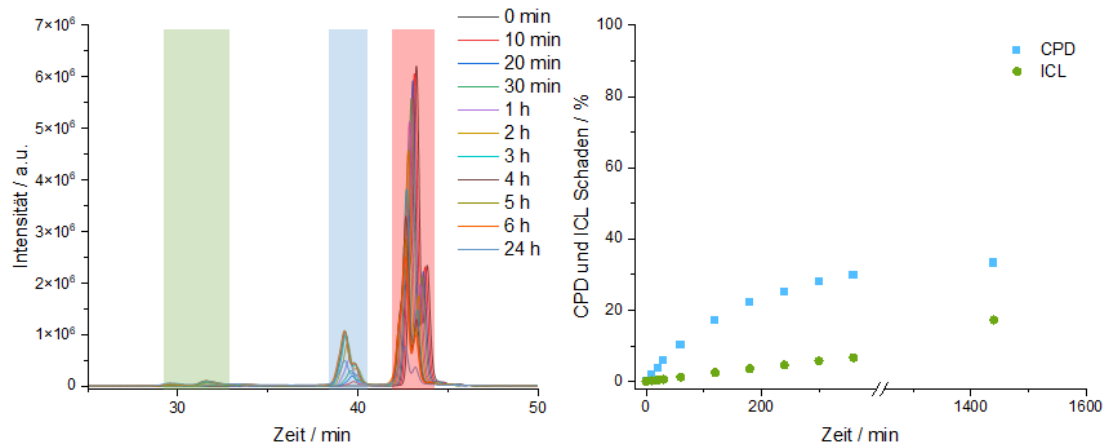 7×10⁶
6×10⁶
5×10⁶
4×10⁶
3×10⁶
2×10⁶
1×10⁶
0
Intensität / a.u.
30
40
50
Zeit / min
0 min
10 min
20 min
30 min
1 h
2 h
3 h
4 h
5 h
6 h
24 h
100
80
60
40
20
0
CPD und ICL Schaden / %
0
200
1400
1600
Zeit / min
CPD
ICL